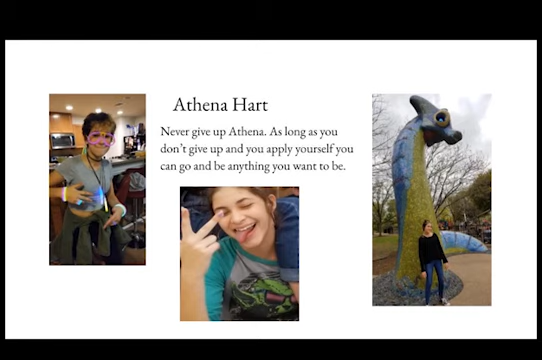 Athena Hart
Never give up Athena. As long as you
don't give up and you apply yourself you
can go and be anything you want to be.